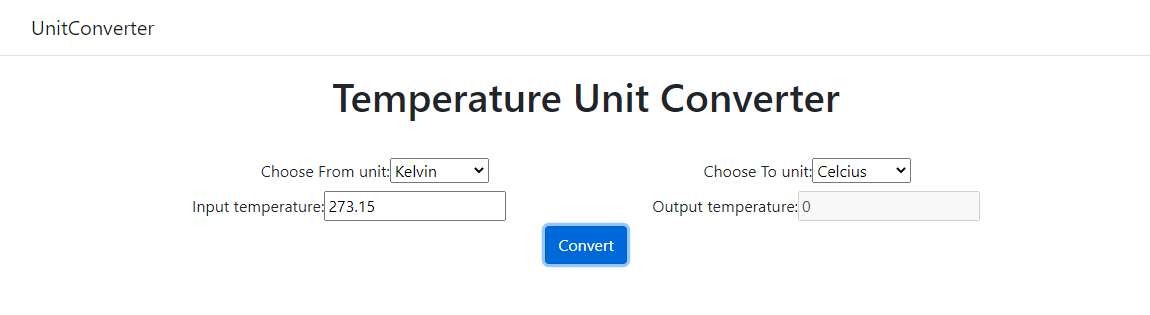 UnitConverter
Temperature Unit Converter
Choose From unit: Kelvin
Choose To unit: Celcius
Input temperature: 273.15
Output temperature: 0
Convert